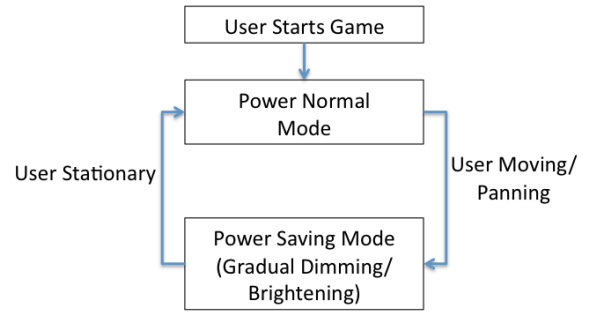 User Starts Game
Power Normal
Mode
User Stationary
User Moving/
Panning
Power Saving Mode
(Gradual Dimming/
Brightening)